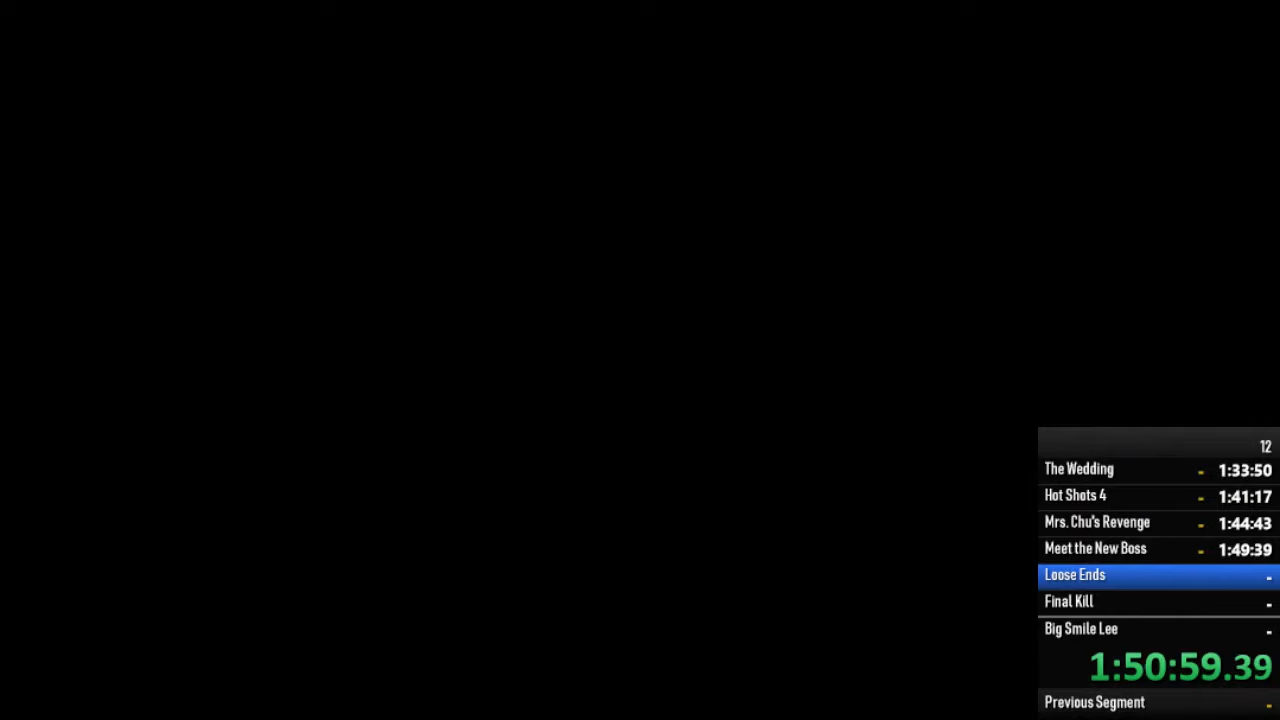 12
The Wedding - 1:33:50
Hot Shots 4 - 1:41:17
Mrs. Chu's Revenge - 1:44:43
Meet the New Boss - 1:49:39
Loose Ends -
Final Kill -
Big Smile Lee -
1:50:59.39
Previous Segment -